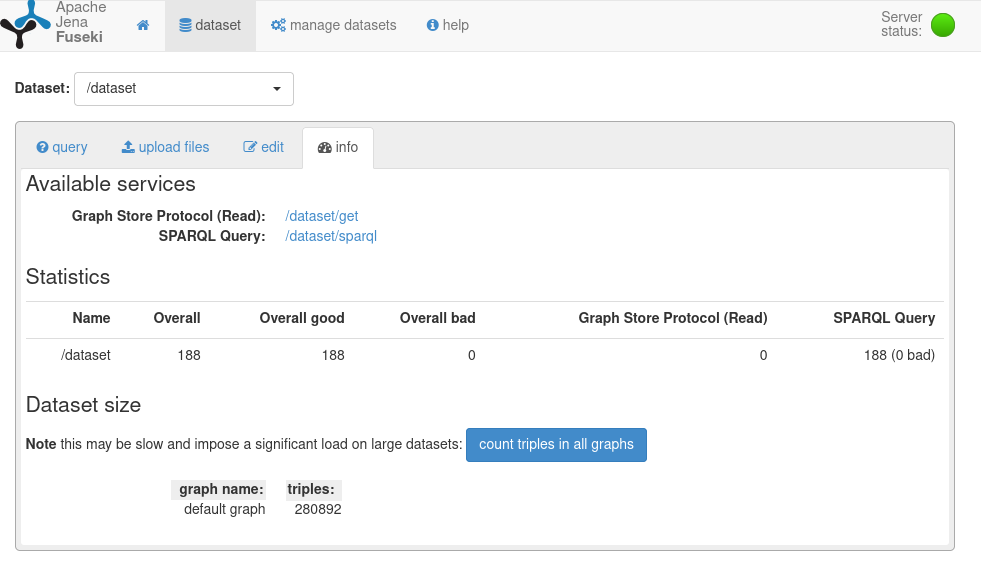 Apache
Jena
Fuseki
dataset
manage datasets
help
Server
status:
Dataset: /dataset
query
upload files
edit
info
Available services
Graph Store Protocol (Read): /dataset/get
SPARQL Query: /dataset/sparql
Statistics
Name Overall Overall good Overall bad Graph Store Protocol (Read) SPARQL Query
/dataset 188 188 0 0 188 (0 bad)
Dataset size
Note this may be slow and impose a significant load on large datasets: count triples in all graphs
graph name: triples:
default graph 280892